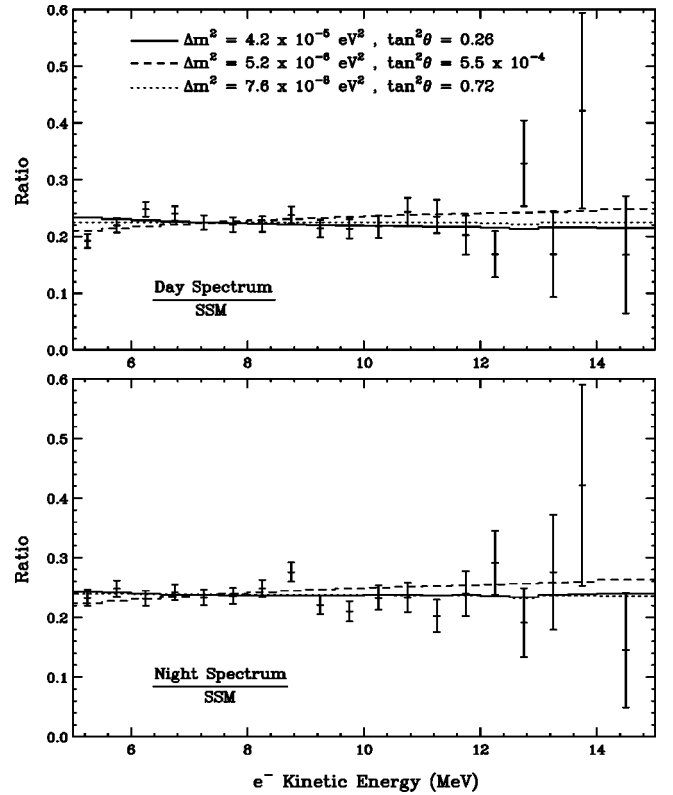 0.6
Δm² = 4.2 x 10⁻⁵ eV² , tan²θ = 0.26
Δm² = 5.2 x 10⁻⁶ eV² , tan²θ = 5.5 x 10⁻⁴
Δm² = 7.6 x 10⁻⁸ eV² , tan²θ = 0.72
0.5
0.4
Ratio
0.3
0.2
0.1
Day Spectrum
SSM
0.0
6 8 10 12 14
0.6
0.5
0.4
Ratio
0.3
0.2
0.1
Night Spectrum
SSM
0.0
6 8 10 12 14
e⁻ Kinetic Energy (MeV)